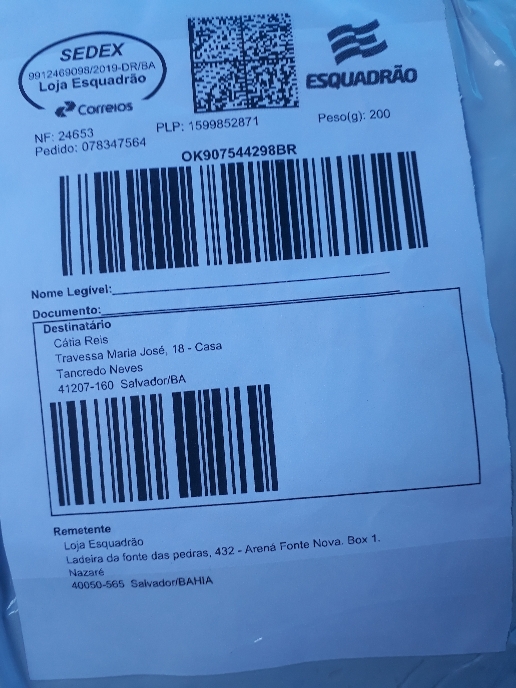 SEDEX
9912469098/2019-DR/BA
Loja Esquadrão
Correios
ESQUADRÃO
NF: 24653
PLP: 1599852871
Peso(g): 200
Pedido: 078347564
OK907544298BR
Nome Legível:
Documento:
Destinatário
Cátia Reis
Travessa Maria José, 18 - Casa
Tancredo Neves
41207-160 Salvador/BA
Remetente
Loja Esquadrão
Ladeira da fonte das pedras, 432 - Arena Fonte Nova. Box 1.
Nazaré
40050-565 Salvador/BAHIA